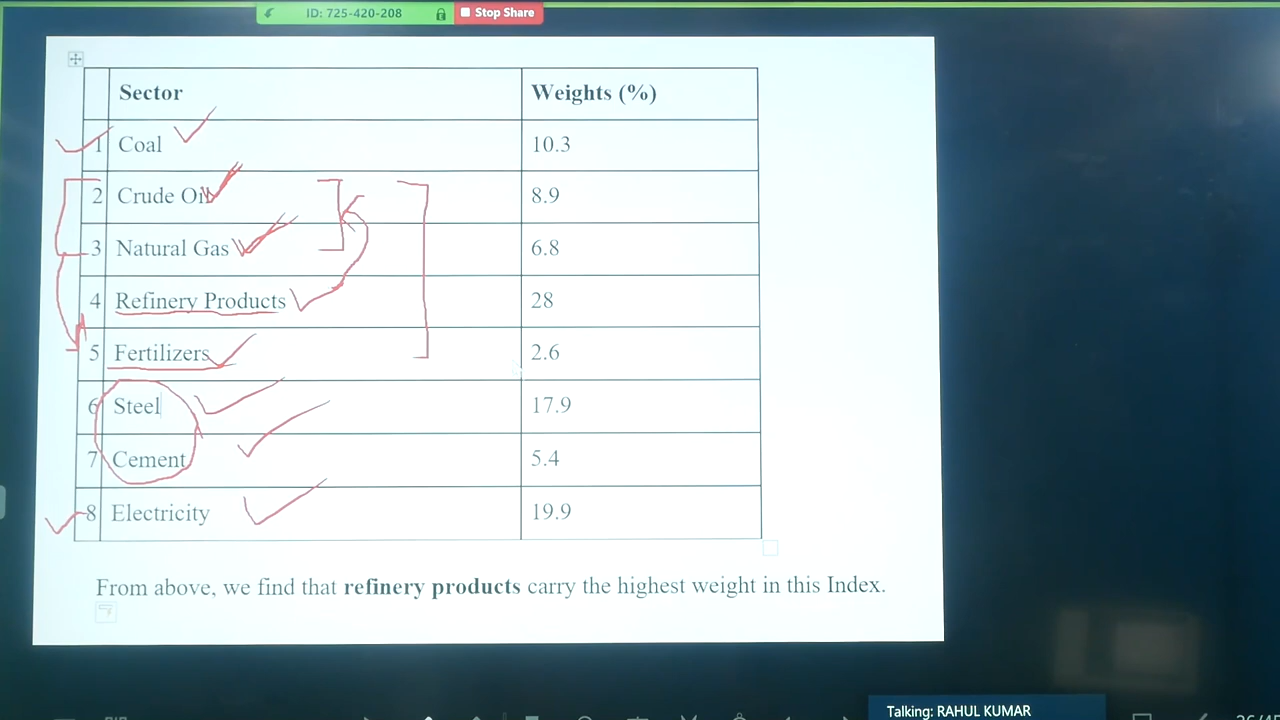 ID: 725-420-208 Stop Share
Sector Weights (%)
1 Coal 10.3
2 Crude Oil 8.9
3 Natural Gas 6.8
4 Refinery Products 28
5 Fertilizers 2.6
6 Steel 17.9
7 Cement 5.4
8 Electricity 19.9
From above, we find that refinery products carry the highest weight in this Index.
Talking: RAHUL KUMAR